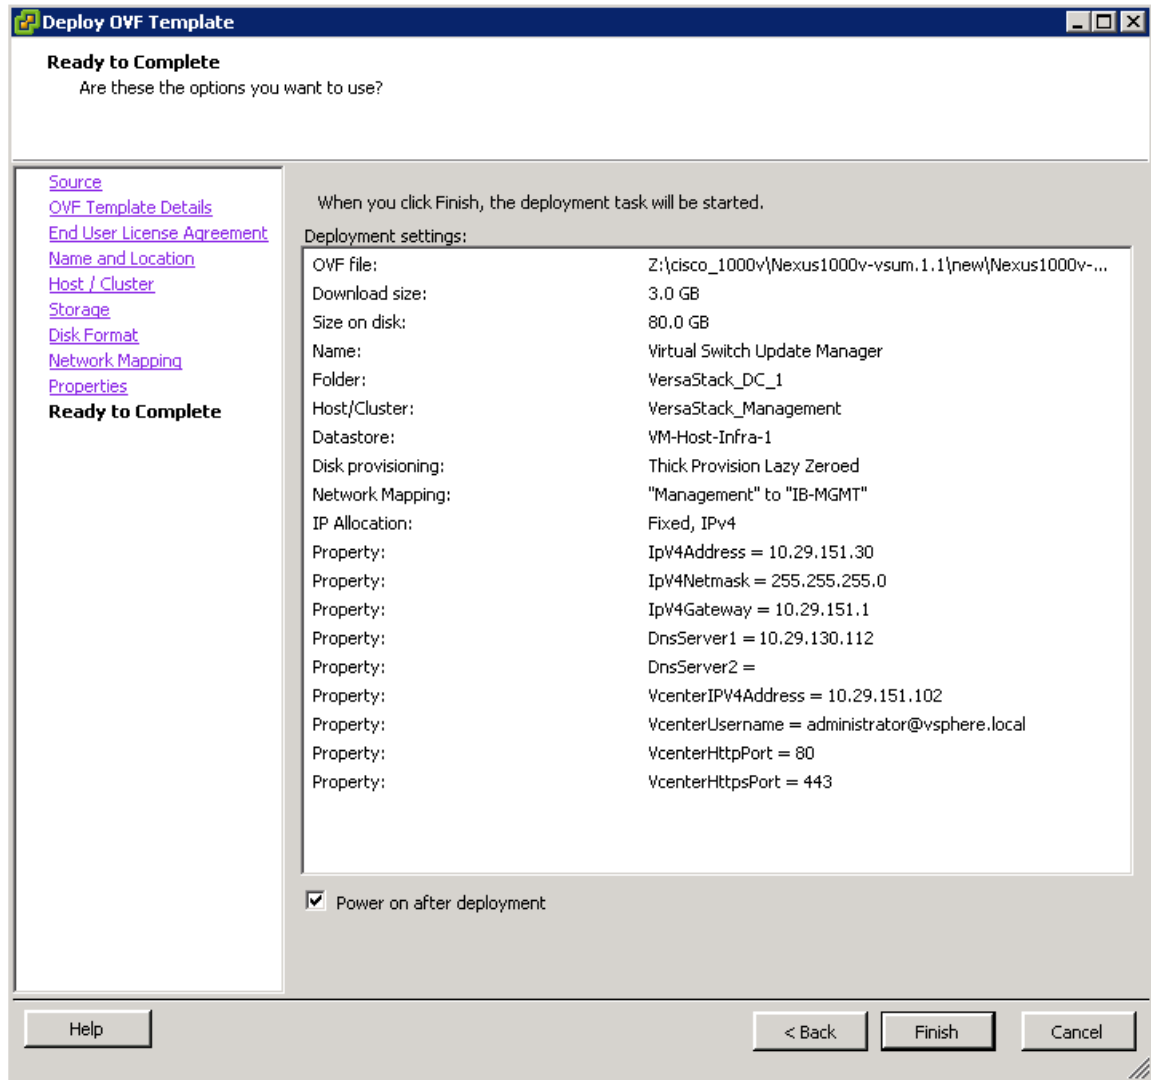 Deploy OVF Template
Ready to Complete
Are these the options you want to use?
Source
OVF Template Details
End User License Agreement
Name and Location
Host / Cluster
Storage
Disk Format
Network Mapping
Properties
Ready to Complete
When you click Finish, the deployment task will be started.
Deployment settings:
OVF file: Z:\cisco_1000v\Nexus1000v-vsum.1.1\new\Nexus1000v-...
Download size: 3.0 GB
Size on disk: 80.0 GB
Name: Virtual Switch Update Manager
Folder: VersaStack_DC_1
Host/Cluster: VersaStack_Management
Datastore: VM-Host-Infra-1
Disk provisioning: Thick Provision Lazy Zeroed
Network Mapping: "Management" to "IB-MGMT"
IP Allocation: Fixed, IPv4
Property: IpV4Address = 10.29.151.30
Property: IpV4Netmask = 255.255.255.0
Property: IpV4Gateway = 10.29.151.1
Property: DnsServer1 = 10.29.130.112
Property: DnsServer2 =
Property: VcenterIPV4Address = 10.29.151.102
Property: VcenterUsername = administrator@vsphere.local
Property: VcenterHttpPort = 80
Property: VcenterHttpsPort = 443
Power on after deployment
Help
< Back
Finish
Cancel